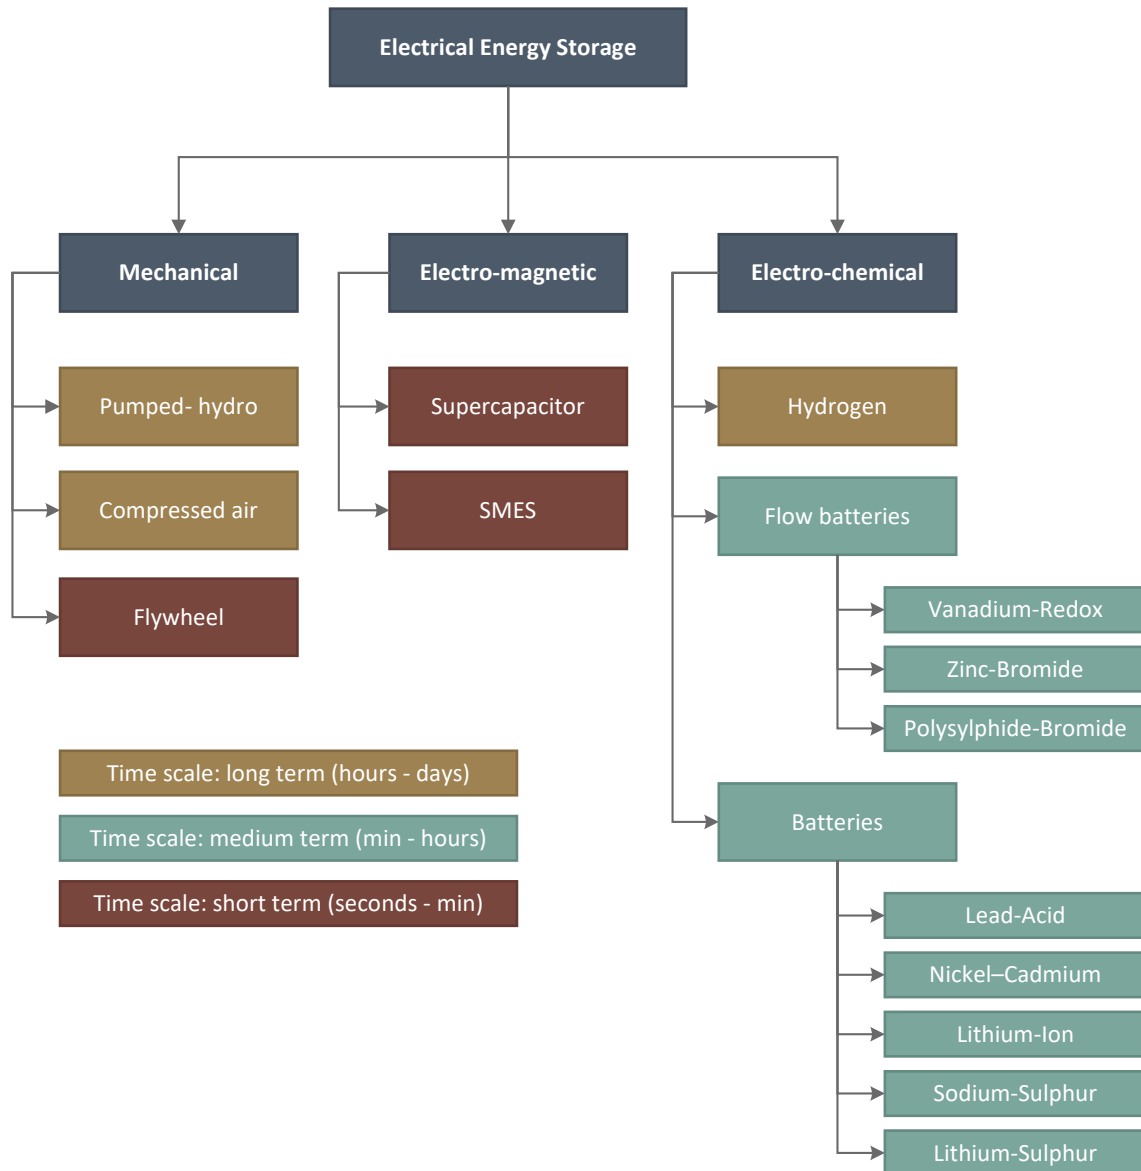 Electrical Energy Storage
Mechanical
Electro-magnetic
Electro-chemical
Pumped- hydro
Supercapacitor
Hydrogen
Compressed air
SMES
Flow batteries
Flywheel
Vanadium-Redox
Zinc-Bromide
Polysylphide-Bromide
Time scale: long term (hours - days)
Time scale: medium term (min - hours)
Time scale: short term (seconds - min)
Batteries
Lead-Acid
Nickel–Cadmium
Lithium-Ion
Sodium-Sulphur
Lithium-Sulphur